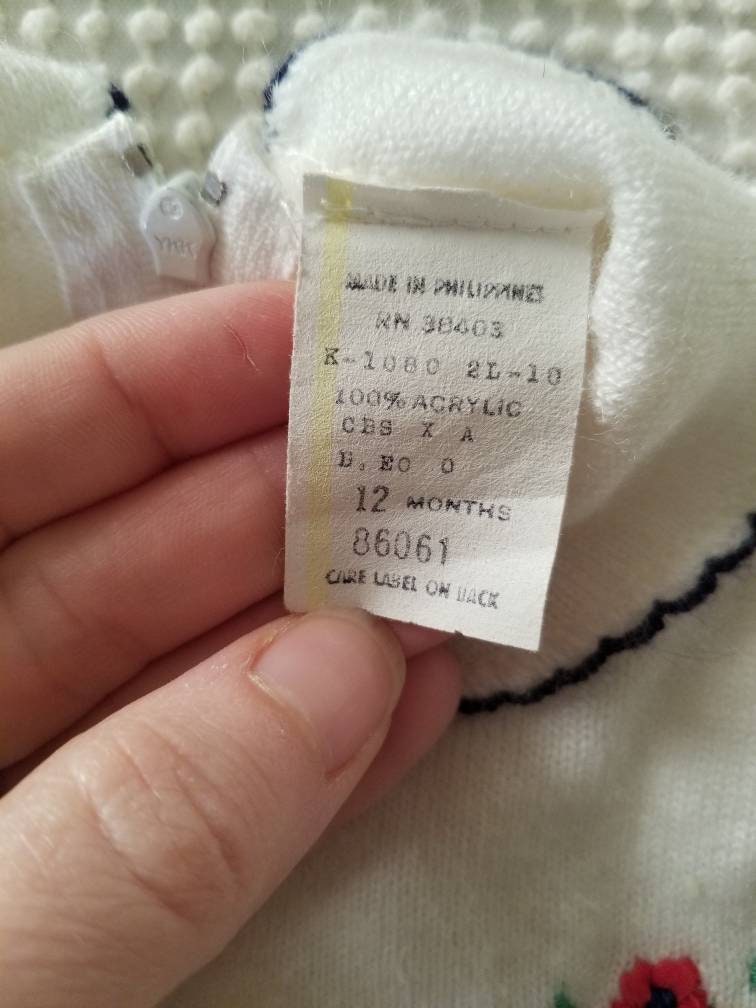 YKK
MADE IN PHILIPPINES
RN 38403
K-1080 2L-10
100% ACRYLIC
CBS X A
B. EO O
12 MONTHS
86061
CARE LABEL ON BACK